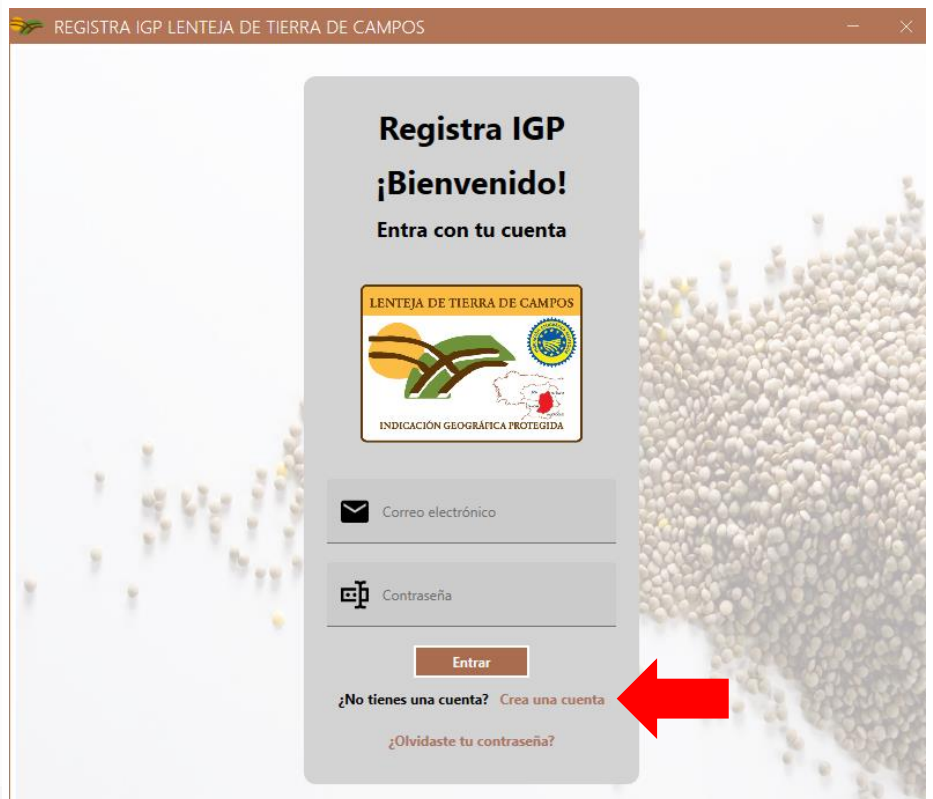 REGISTRA IGP LENTEJA DE TIERRA DE CAMPOS
Registra IGP
¡Bienvenido!
Entra con tu cuenta
LENTEJA DE TIERRA DE CAMPOS
INDICACIÓN GEOGRÁFICA PROTEGIDA
Correo electrónico
Contraseña
Entrar
¿No tienes una cuenta? Crea una cuenta
¿Olvidaste tu contraseña?